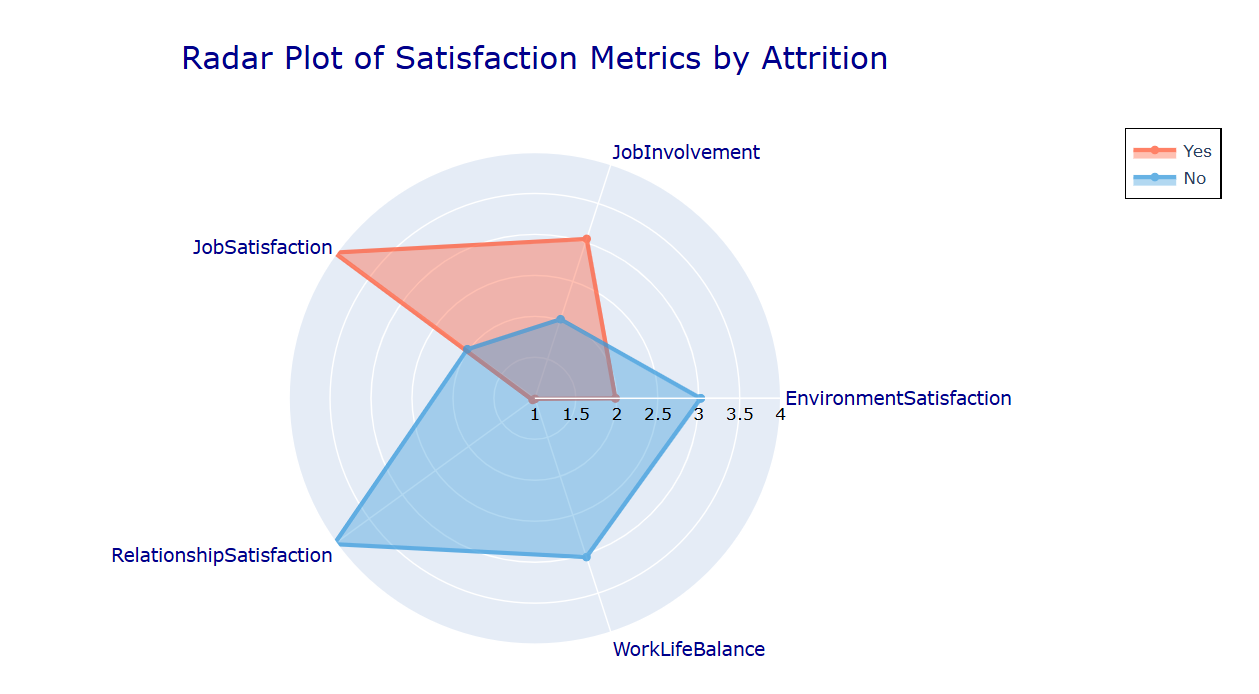 Radar Plot of Satisfaction Metrics by Attrition
Yes
No
JobInvolvement
JobSatisfaction
EnvironmentSatisfaction
1 1.5 2 2.5 3 3.5 4
RelationshipSatisfaction
WorkLifeBalance